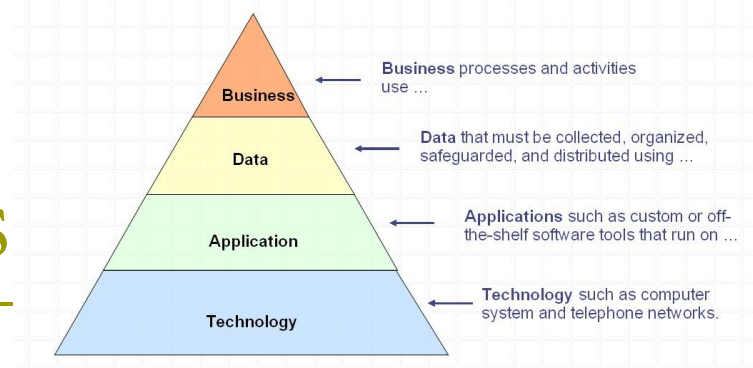 Business
Business processes and activities
use ...
Data
Data that must be collected, organized,
safeguarded, and distributed using ...
Application
Applications such as custom or off-
the-shelf software tools that run on ...
Technology
Technology such as computer
system and telephone networks.